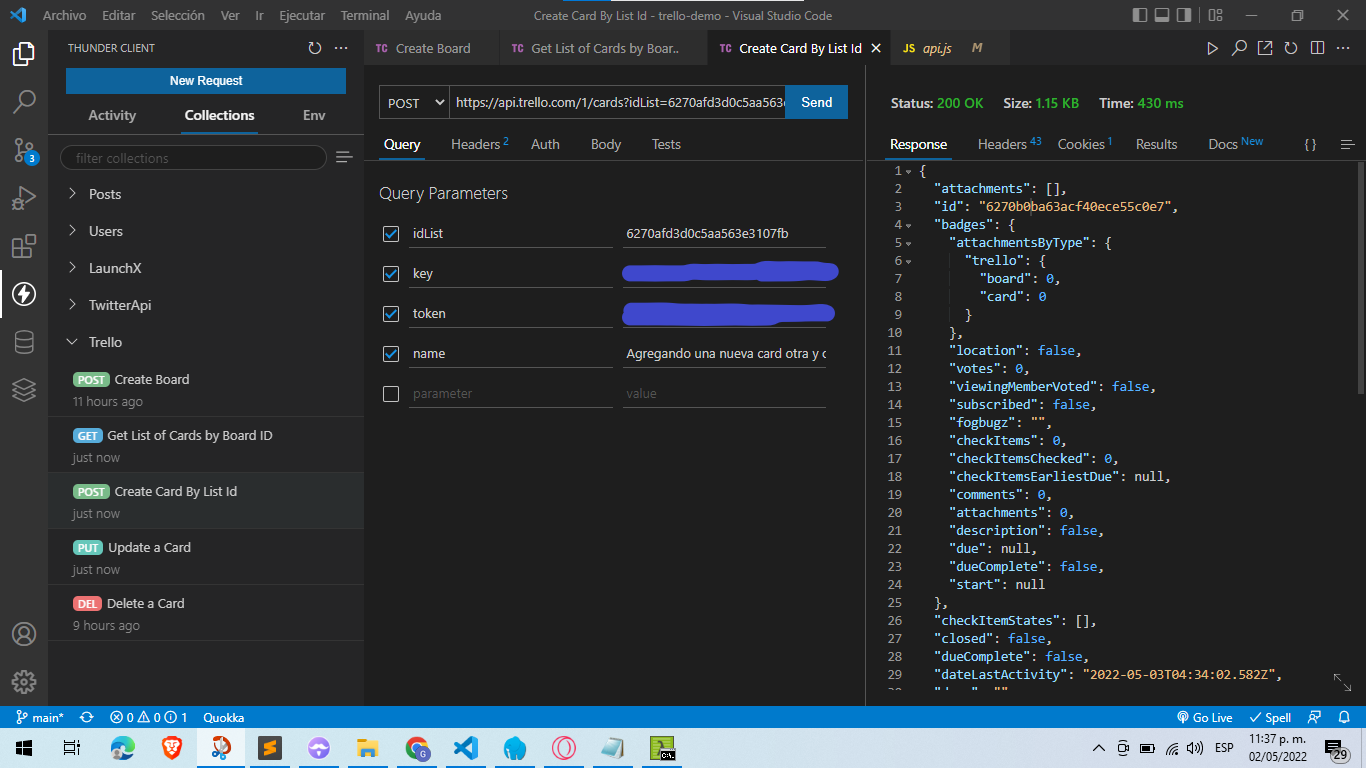 Archivo Editar Selección Ver Ir Ejecutar Terminal Ayuda Create Card By List Id - trello-demo - Visual Studio Code
THUNDER CLIENT
New Request
Activity Collections Env
filter collections
Posts
Users
LaunchX
TwitterApi
Trello
POST Create Board
11 hours ago
GET Get List of Cards by Board ID
just now
POST Create Card By List Id
just now
PUT Update a Card
just now
DEL Delete a Card
9 hours ago
3
TC Create Board TC Get List of Cards by Boar.. TC Create Card By List Id JS api.js M
POST https://api.trello.com/1/cards?idList=6270afd3d0c5aa563e Send
Query Headers 2 Auth Body Tests
Query Parameters
idList 6270afd3d0c5aa563e3107fb
key
token
name Agregando una nueva card otra y
parameter value
Status: 200 OK Size: 1.15 KB Time: 430 ms
Response Headers 43 Cookies 1 Results Docs New { }
1 {
2 "attachments": [],
3 "id": "6270b0ba63acf40ece55c0e7",
4 "badges": {
5 "attachmentsByType": {
6 "trello": {
7 "board": 0,
8 "card": 0
9 }
10 },
11 "location": false,
12 "votes": 0,
13 "viewingMemberVoted": false,
14 "subscribed": false,
15 "fogbugz": "",
16 "checkItems": 0,
17 "checkItemsChecked": 0,
18 "checkItemsEarliestDue": null,
19 "comments": 0,
20 "attachments": 0,
21 "description": false,
22 "due": null,
23 "dueComplete": false,
24 "start": null
25 },
26 "checkItemStates": [],
27 "closed": false,
28 "dueComplete": false,
29 "dateLastActivity": "2022-05-03T04:34:02.582Z",
main* 0 0 1 Quokka Go Live Spell
ESP 11:37 p. m.
02/05/2022
29